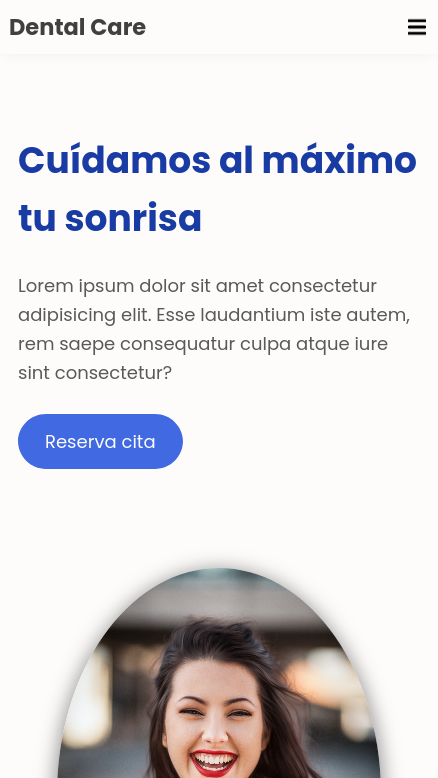 Dental Care
Cuídamos al máximo
tu sonrisa
Lorem ipsum dolor sit amet consectetur
adipisicing elit. Esse laudantium iste autem,
rem saepe consequatur culpa atque iure
sint consectetur?
Reserva cita